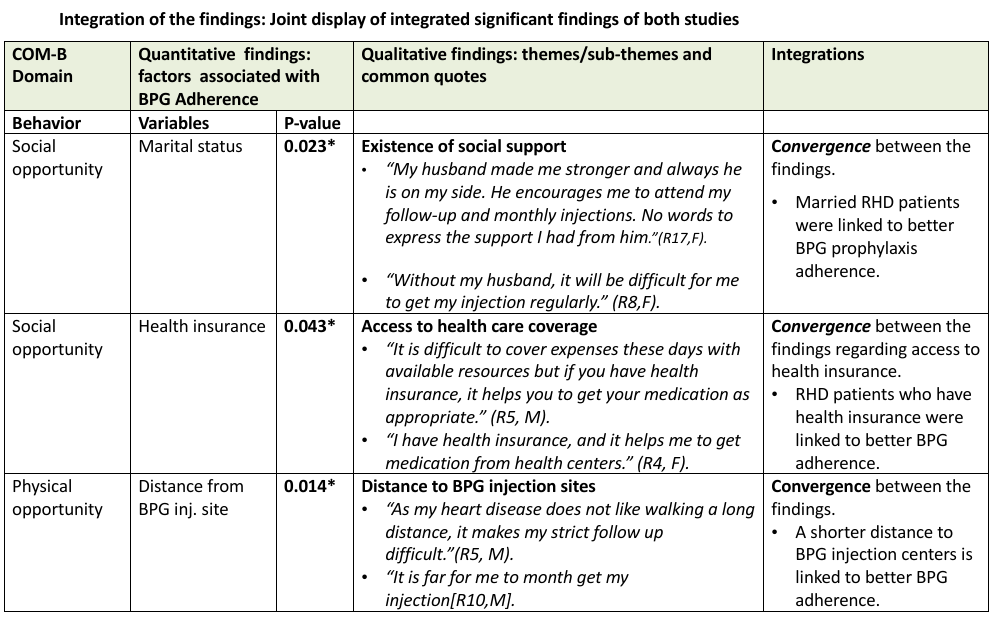 Integration of the findings: Joint display of integrated significant findings of both studies
COM-B
Domain
Quantitative findings:
factors associated with
BPG Adherence
Qualitative findings: themes/sub-themes and
common quotes
Integrations
Behavior
Variables
P-value
Social
opportunity
Marital status
0.023*
Existence of social support
• “My husband made me stronger and always he
is on my side. He encourages me to attend my
follow-up and monthly injections. No words to
express the support I had from him.”(R17,F).
• “Without my husband, it will be difficult for me
to get my injection regularly.” (R8,F).
Convergence between the
findings.
• Married RHD patients
were linked to better
BPG prophylaxis
adherence.
Social
opportunity
Health insurance
0.043*
Access to health care coverage
• “It is difficult to cover expenses these days with
available resources but if you have health
insurance, it helps you to get your medication as
appropriate.” (R5, M).
• “I have health insurance, and it helps me to get
medication from health centers.” (R4, F).
Convergence between the
findings regarding access to
health insurance.
• RHD patients who have
health insurance were
linked to better BPG
adherence.
Physical
opportunity
Distance from
BPG inj. site
0.014*
Distance to BPG injection sites
• “As my heart disease does not like walking a long
distance, it makes my strict follow up
difficult.”(R5, M).
• “It is far for me to month get my
injection[R10,M].
Convergence between the
findings.
• A shorter distance to
BPG injection centers is
linked to better BPG
adherence.